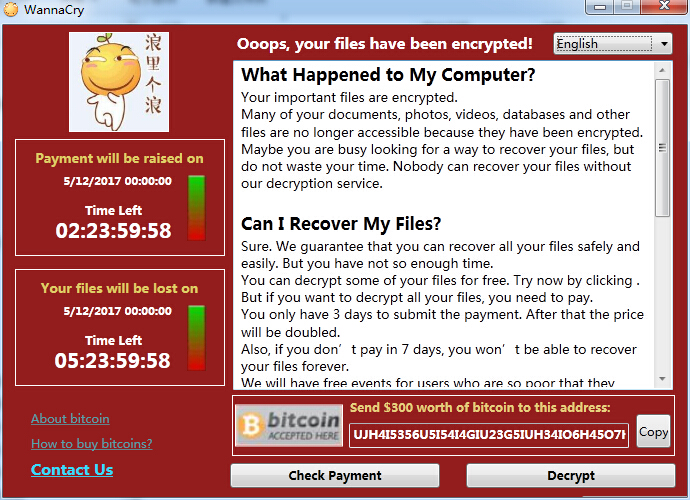 WannaCry
浪
里
个
浪
Ooops, your files have been encrypted!
English
Payment will be raised on
5/12/2017 00:00:00
Time Left
02:23:59:58
Your files will be lost on
5/12/2017 00:00:00
Time Left
05:23:59:58
About bitcoin
How to buy bitcoins?
Contact Us
What Happened to My Computer?
Your important files are encrypted.
Many of your documents, photos, videos, databases and other
files are no longer accessible because they have been encrypted.
Maybe you are busy looking for a way to recover your files, but
do not waste your time. Nobody can recover your files without
our decryption service.
Can I Recover My Files?
Sure. We guarantee that you can recover all your files safely and
easily. But you have not so enough time.
You can decrypt some of your files for free. Try now by clicking .
But if you want to decrypt all your files, you need to pay.
You only have 3 days to submit the payment. After that the price
will be doubled.
Also, if you don’t pay in 7 days, you won’t be able to recover
your files forever.
We will have free events for users who are so poor that they
bitcoin
ACCEPTED HERE
Send $300 worth of bitcoin to this address:
UJH4I5356U5I54I4GIU23G5IUH34IO6H45O7H
Copy
Check Payment
Decrypt